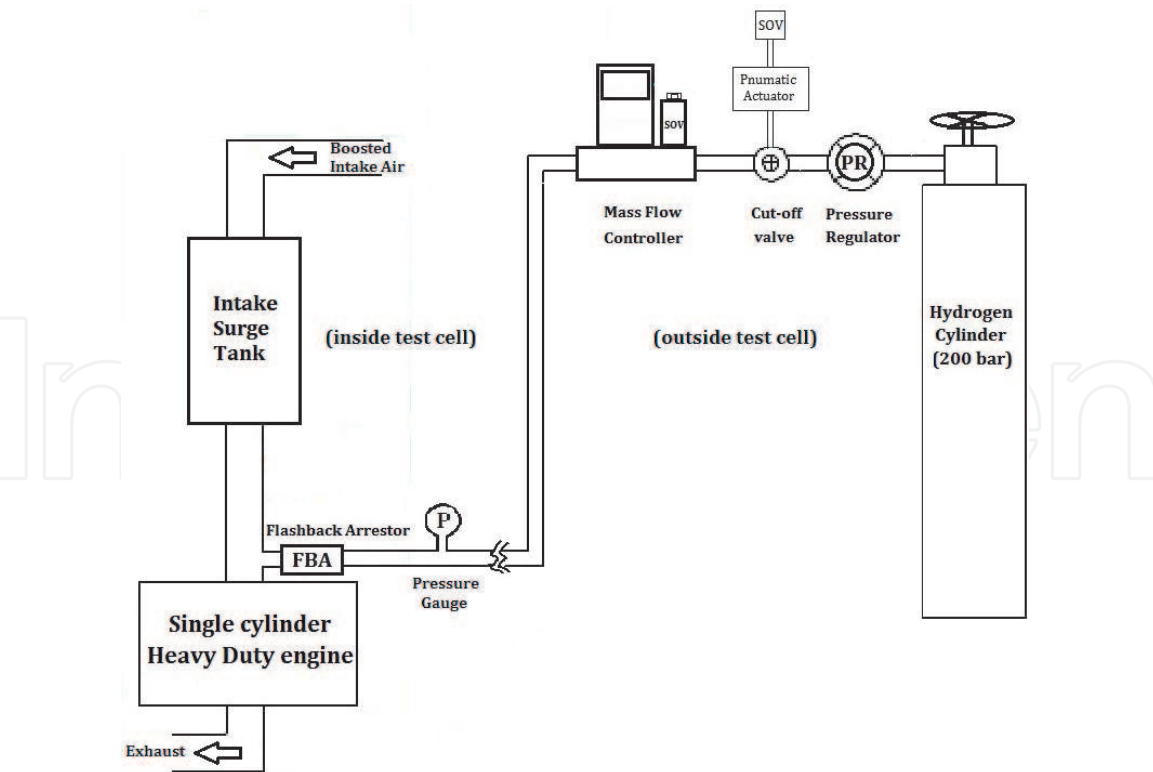 SOV
Pnumatic
Actuator
SOV
Boosted
Intake Air
PR
Mass Flow
Controller
Cut-off
valve
Pressure
Regulator
Intake
Surge
Tank
(inside test cell)
(outside test cell)
Hydrogen
Cylinder
(200 bar)
Flashback Arrestor
P
FBA
Pressure
Gauge
Single cylinder
Heavy Duty engine
Exhaust